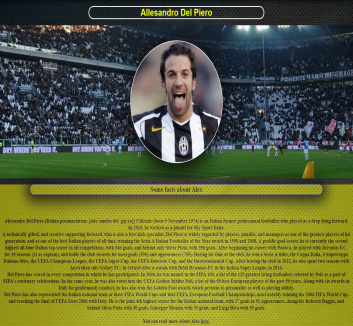 Allesandro Del Piero
Some facts about Alex
Alessandro Del Piero (Italian pronunciation: born 9 November 1974) is an Italian former professional footballer who played as a deep-lying forward.
In 2015, he worked as a pundit for Sky Sport Italia.
A technically gifted, and creative supporting forward, who is also a free-kick specialist, Del Piero is widely regarded by players, pundits, and managers as one of the greatest players of his
generation, and as one of the best Italian players of all time, winning the Serie A Italian Footballer of the Year award in 1998 and 2008. A prolific goal-scorer, he is currently the second
highest all-time Italian top-scorer in all competitions, with 346 goals, and behind only Silvio Piola, with 390 goals. After beginning his career with Padova, he played with Juventus F.C.
for 19 seasons (11 as captain), and holds the club records for most goals (290) and appearances (705). During his time at the club, he won 6 Serie A titles, the Coppa Italia, 4 Supercoppa
Italiana titles, the UEFA Champions League, the UEFA Super Cup, the UEFA Intertoto Cup, and the Intercontinental Cup. After leaving the club in 2012, he also spent two seasons with
Australian side Sydney FC; he retired after a season with Delhi Dynamos FC in the Indian Super League in 2014.
Del Piero has scored in every competition in which he has participated. In 2004, he was named in the FIFA 100, a list of the 125 greatest living footballers selected by Pelé as a part of
FIFA's centenary celebrations. In the same year, he was also voted into the UEFA Golden Jubilee Poll, a list of the 50 best European players of the past 50 years. Along with six awards in
Italy for gentlemanly conduct, he has also won the Golden Foot award, which pertains to personality as well as playing ability.
Del Piero has also represented the Italian national team at three FIFA World Cups and four UEFA European Football Championships, most notably winning the 2006 FIFA World Cup,
and reaching the final of UEFA Euro 2000 with Italy. He is the joint fourth highest scorer for the Italian national team, with 27 goals in 91 appearances, alongside Roberto Baggio, and
behind Silvio Piola with 30 goals, Giuseppe Meazza with 33 goals, and Luigi Riva with 35 goals.
You can read more about Alex here.